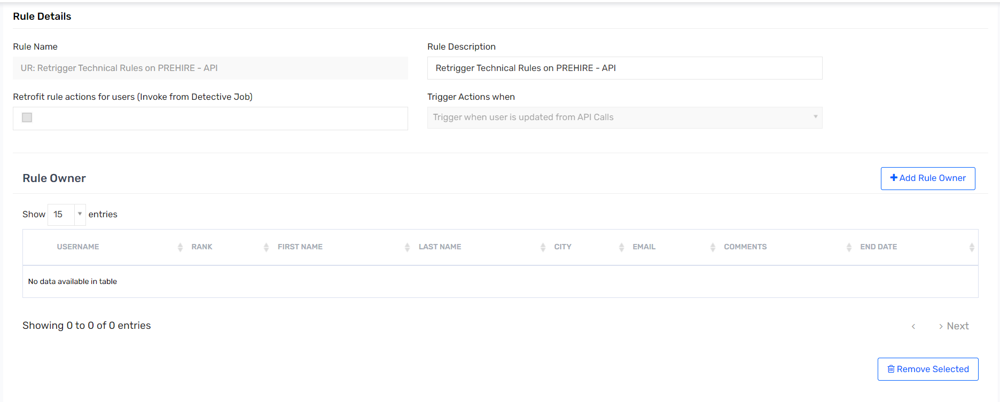 Rule Details
Rule Name
Rule Description
UR: Retrigger Technical Rules on PREHIRE - API
Retrigger Technical Rules on PREHIRE - API
Retrofit rule actions for users (Invoke from Detective Job)
Trigger Actions when
Trigger when user is updated from API Calls
Rule Owner
Add Rule Owner
Show 15 entries
USERNAME RANK FIRST NAME LAST NAME CITY EMAIL COMMENTS END DATE
No data available in table
Showing 0 to 0 of 0 entries
Next
Remove Selected